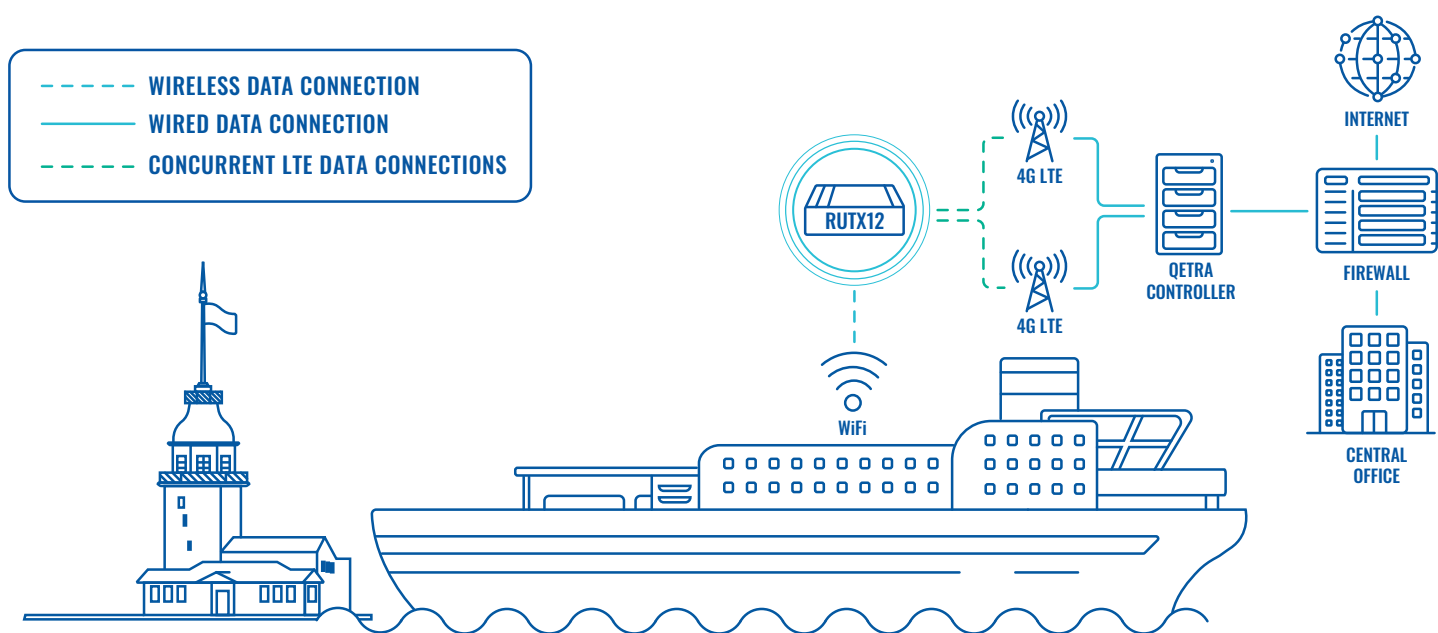 WIRELESS DATA CONNECTION
WIRED DATA CONNECTION
CONCURRENT LTE DATA CONNECTIONS
RUTX12
WiFi
4G LTE
4G LTE
QETRA
CONTROLLER
INTERNET
FIREWALL
CENTRAL
OFFICE